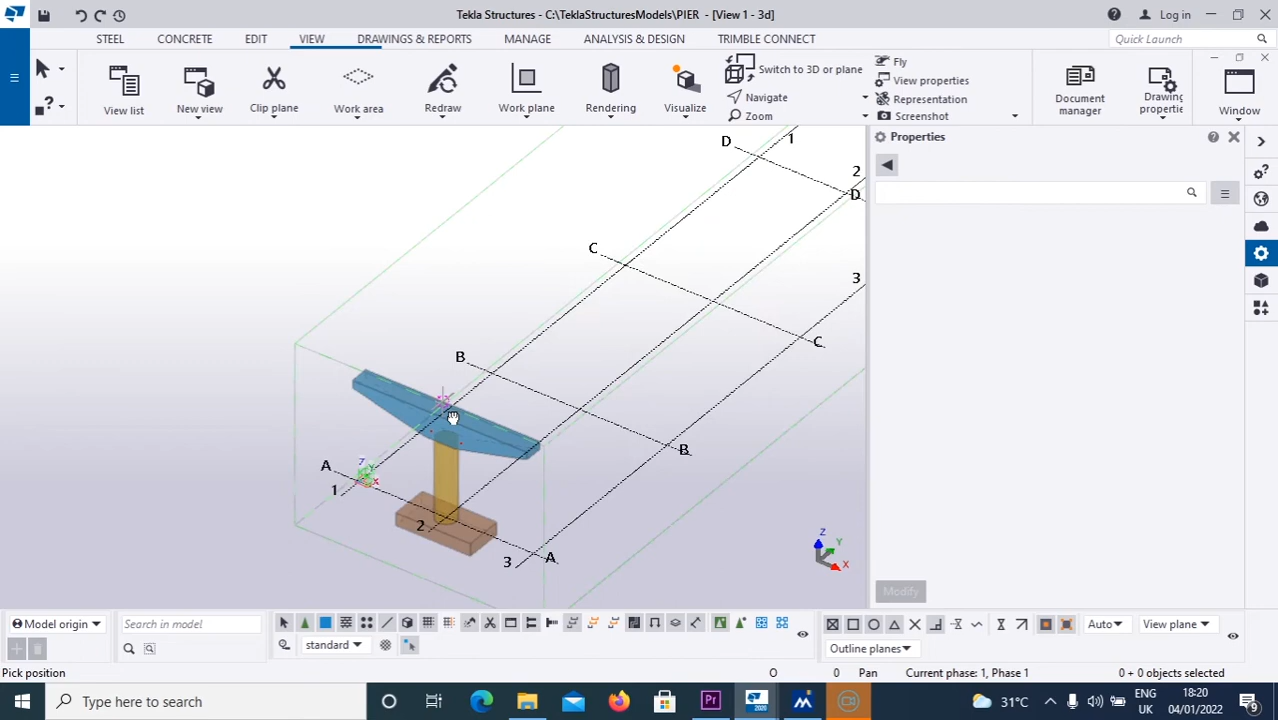 Tekla Structures - C:\TeklaStructuresModels\PIER - [View 1 - 3d]
Log in
STEEL CONCRETE EDIT VIEW DRAWINGS & REPORTS MANAGE ANALYSIS & DESIGN TRIMBLE CONNECT
Quick Launch
View list
New view
Clip plane
Work area
Redraw
Work plane
Rendering
Visualize
Switch to 3D or plane
Navigate
Zoom
Fly
View properties
Representation
Screenshot
Document manager
Drawing propertie
Window
Properties
D 1
2
D
C
3
C
B
B
A
1
2
3 A
Z
Y
X
Z
Y
X
Modify
Model origin
Search in model
standard
Auto
View plane
Outline planes
Pick position
O 0 Pan Current phase: 1, Phase 1 0 + 0 objects selected
Type here to search
2020
31°C
ENG
UK
18:20
04/01/2022
9